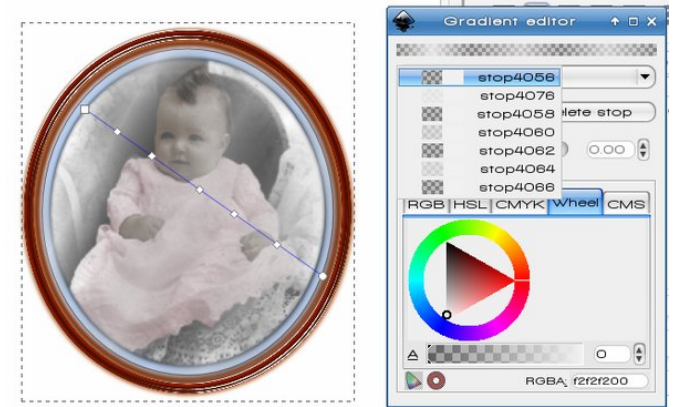 Gradient editor
stop4056
stop4076
stop4058
elete stop
stop4060
stop4062
0.00
stop4064
stop4066
RGB HSL CMYK Wheel CMS
A
0
RGBA: f2f2f200